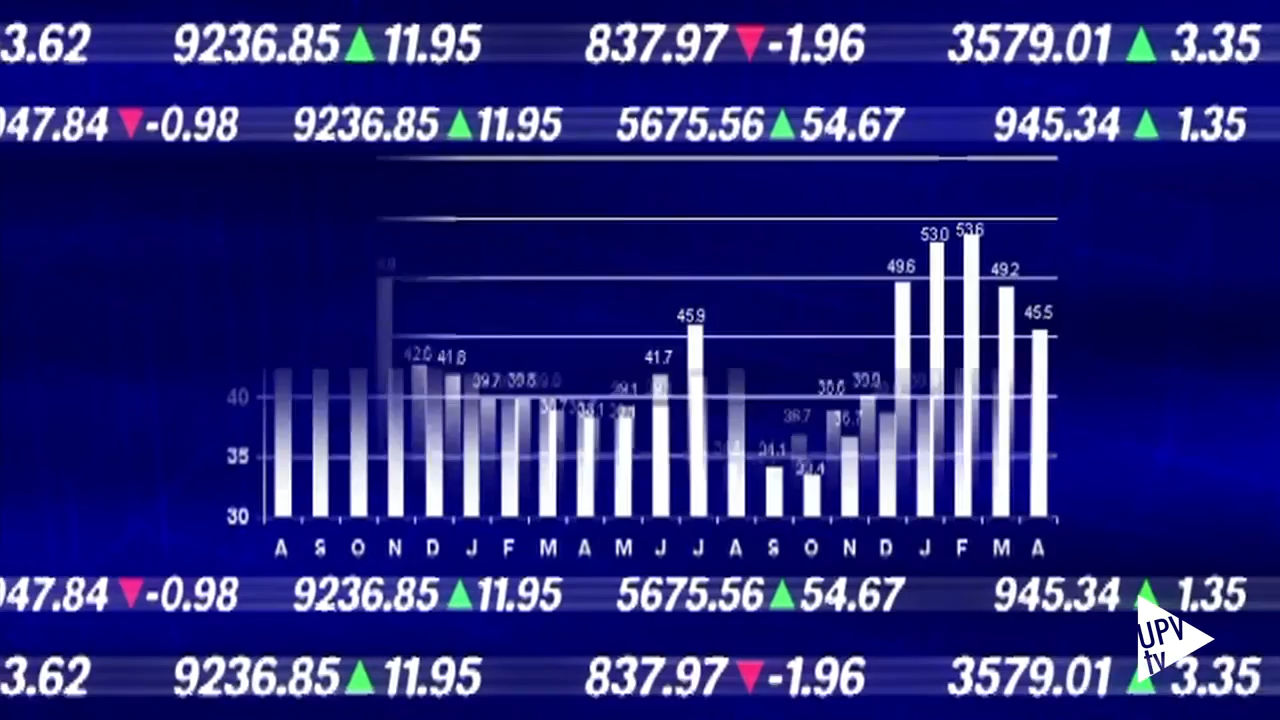 3.62 9236.85▲11.95 837.97▼-1.96 3579.01▲3.35
947.84▼-0.98 9236.85▲11.95 5675.56▲54.67 945.34▲1.35
53.0 53.6
49.6 49.2
45.9 45.5
42.0 41.8 41.7
40
35
34.1
30
A S O N D J F M A M J J A S O N D J F M A
947.84▼-0.98 9236.85▲11.95 5675.56▲54.67 945.34▲1.35
3.62 9236.85▲11.95 837.97▼-1.96 3579.01▲3.35
UPV
tv